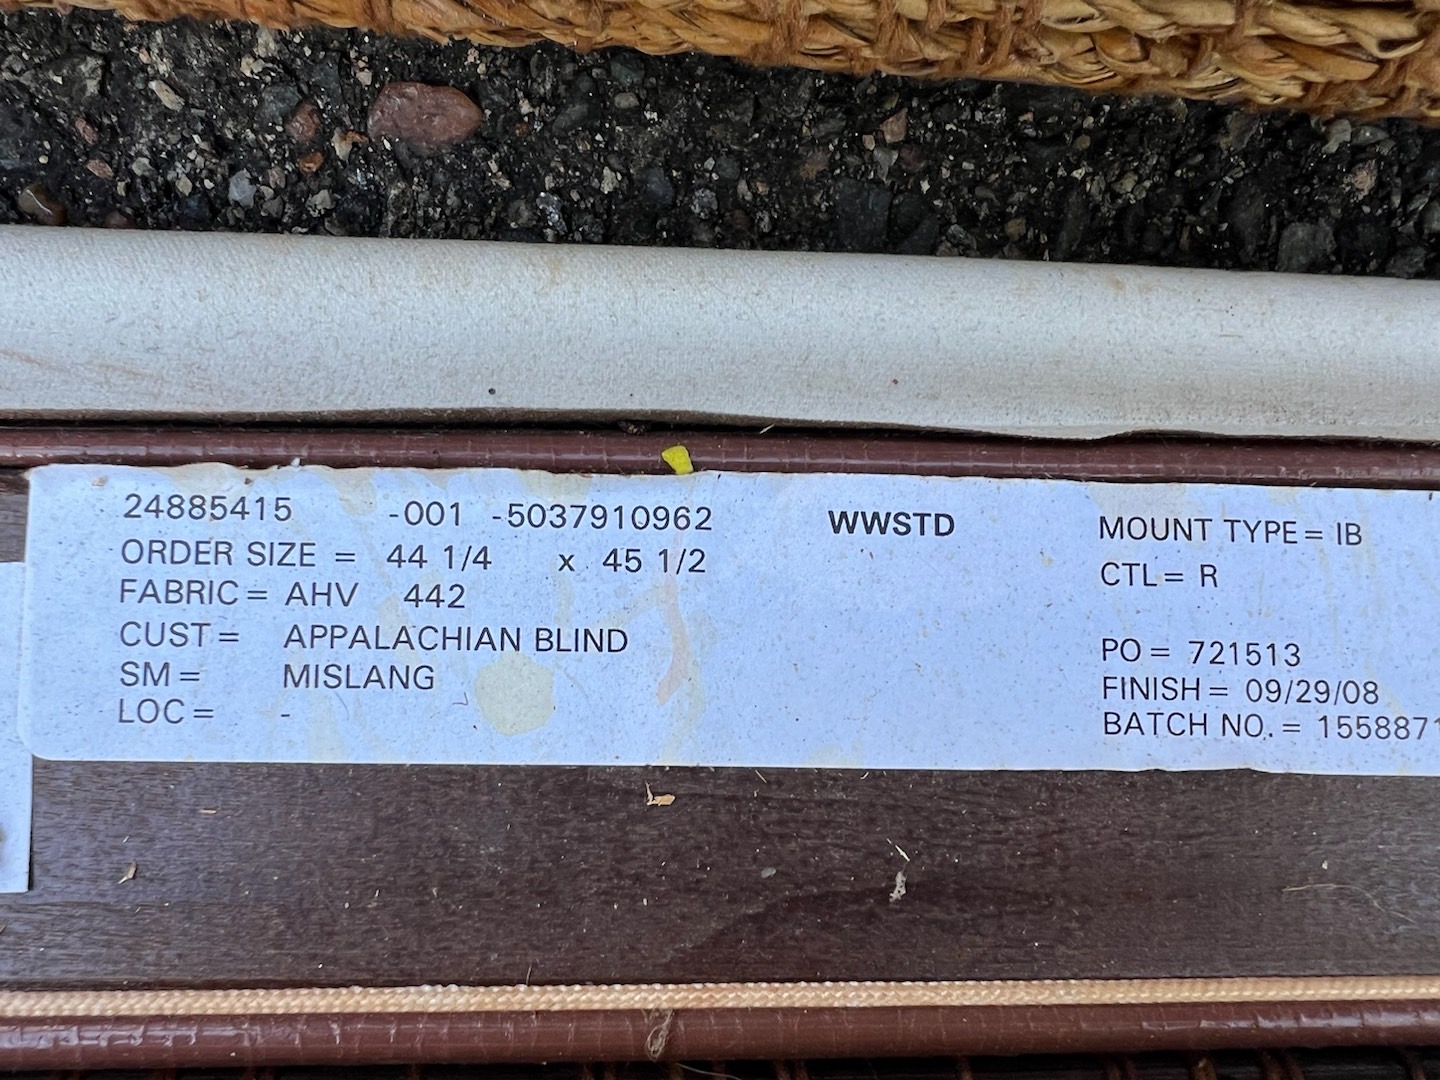 24885415 -001 -5037910962 WWSTD MOUNT TYPE= IB
ORDER SIZE = 44 1/4 x 45 1/2 CTL= R
FABRIC= AHV 442
CUST= APPALACHIAN BLIND PO= 721513
SM= MISLANG FINISH= 09/29/08
LOC= - BATCH NO.= 1558871